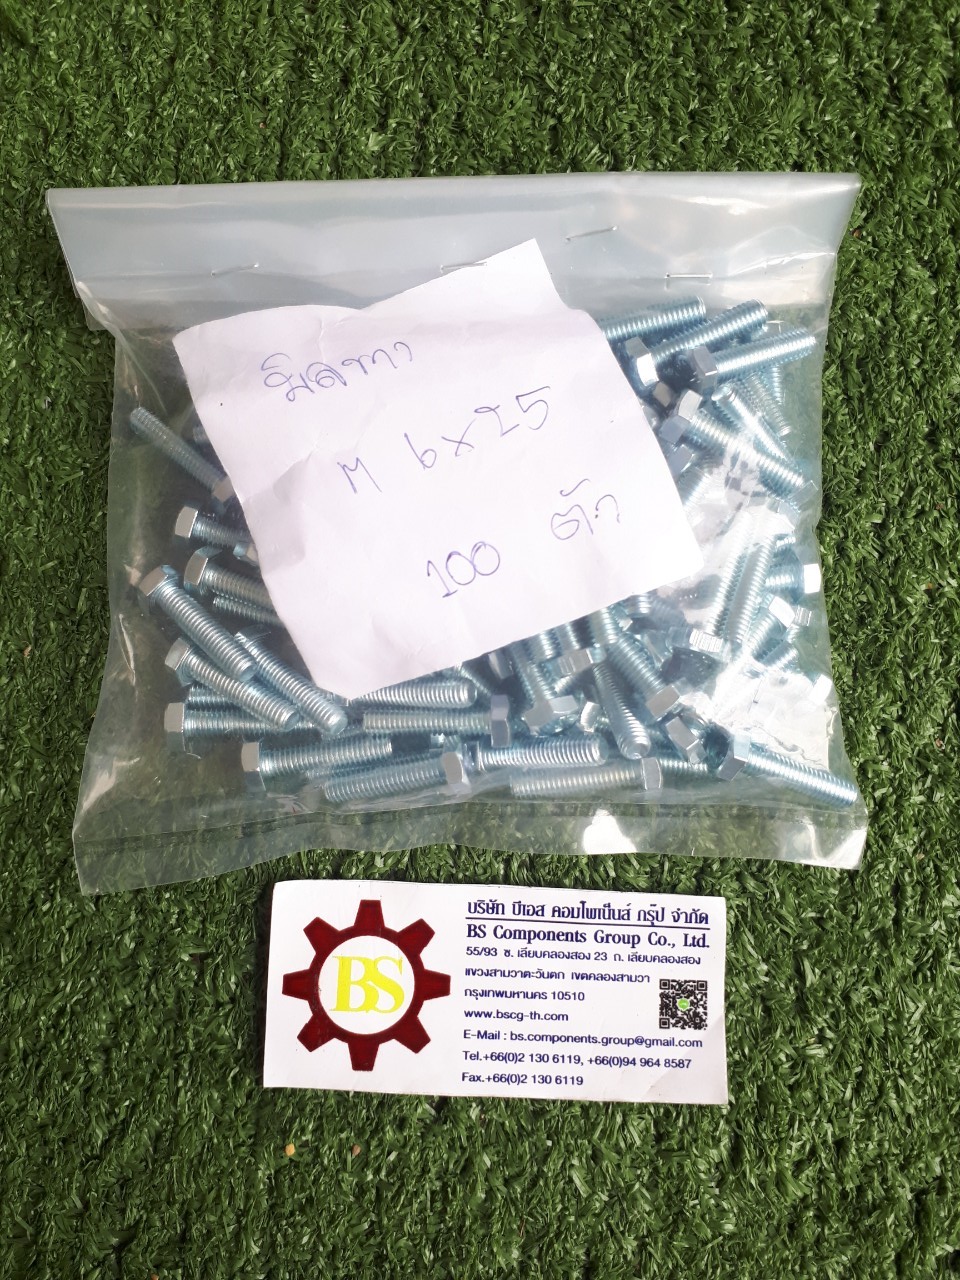 มิลขาว
M 6x25
100 ตัว
BS
บริษัท บีเอส คอมโพเน็นส์ กรุ๊ป จำกัด
BS Components Group Co., Ltd.
55/93 ซ. เลียบคลองสอง 23 ถ. เลียบคลองสอง
แขวงสามวาตะวันตก เขตคลองสามวา
กรุงเทพมหานคร 10510
www.bscg-th.com
E-Mail : bs.components.group@gmail.com
Tel.+66(0)2 130 6119, +66(0)94 964 8587
Fax.+66(0)2 130 6119